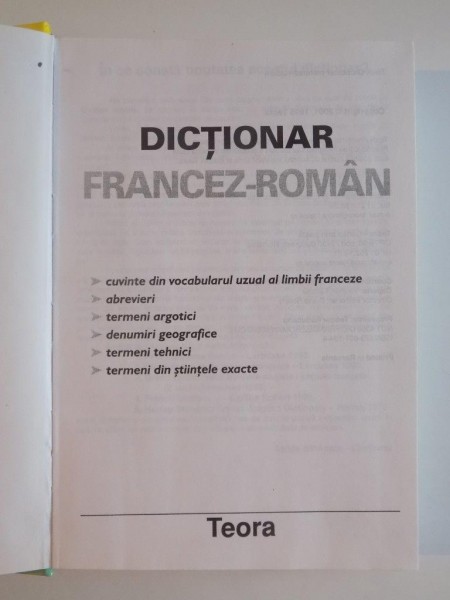 DICȚIONAR
FRANCEZ-ROMÂN
➤ cuvinte din vocabularul uzual al limbii franceze
➤ abrevieri
➤ termeni argotici
➤ denumiri geografice
➤ termeni tehnici
➤ termeni din științele exacte
Teora